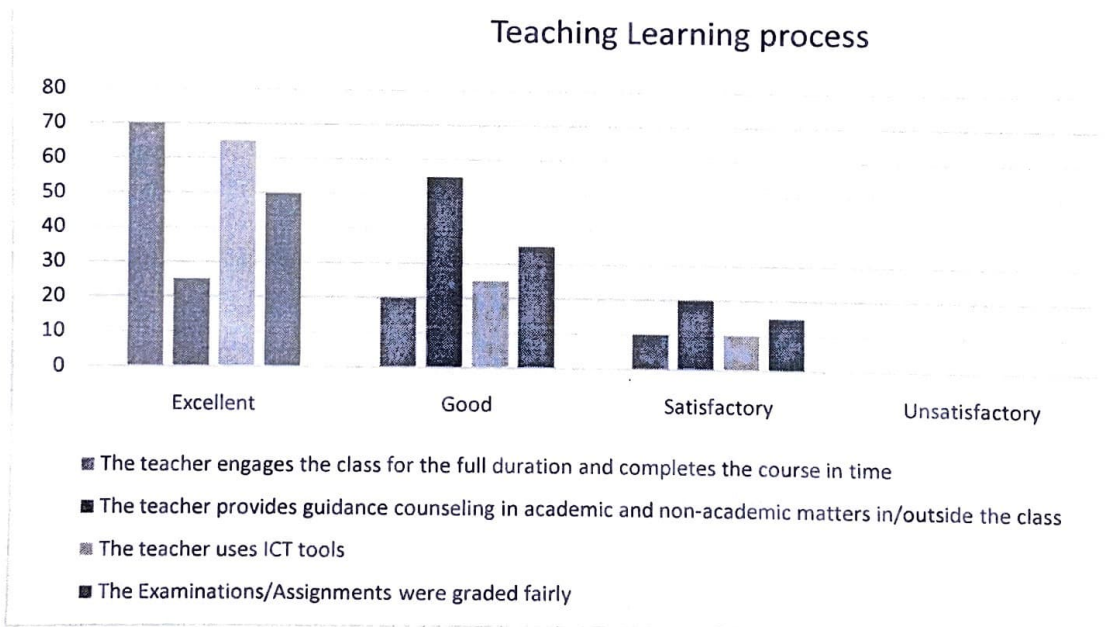 Teaching Learning process
80
70
60
50
40
30
20
10
0
Excellent Good Satisfactory Unsatisfactory
The teacher engages the class for the full duration and completes the course in time
The teacher provides guidance counseling in academic and non-academic matters in/outside the class
The teacher uses ICT tools
The Examinations/Assignments were graded fairly